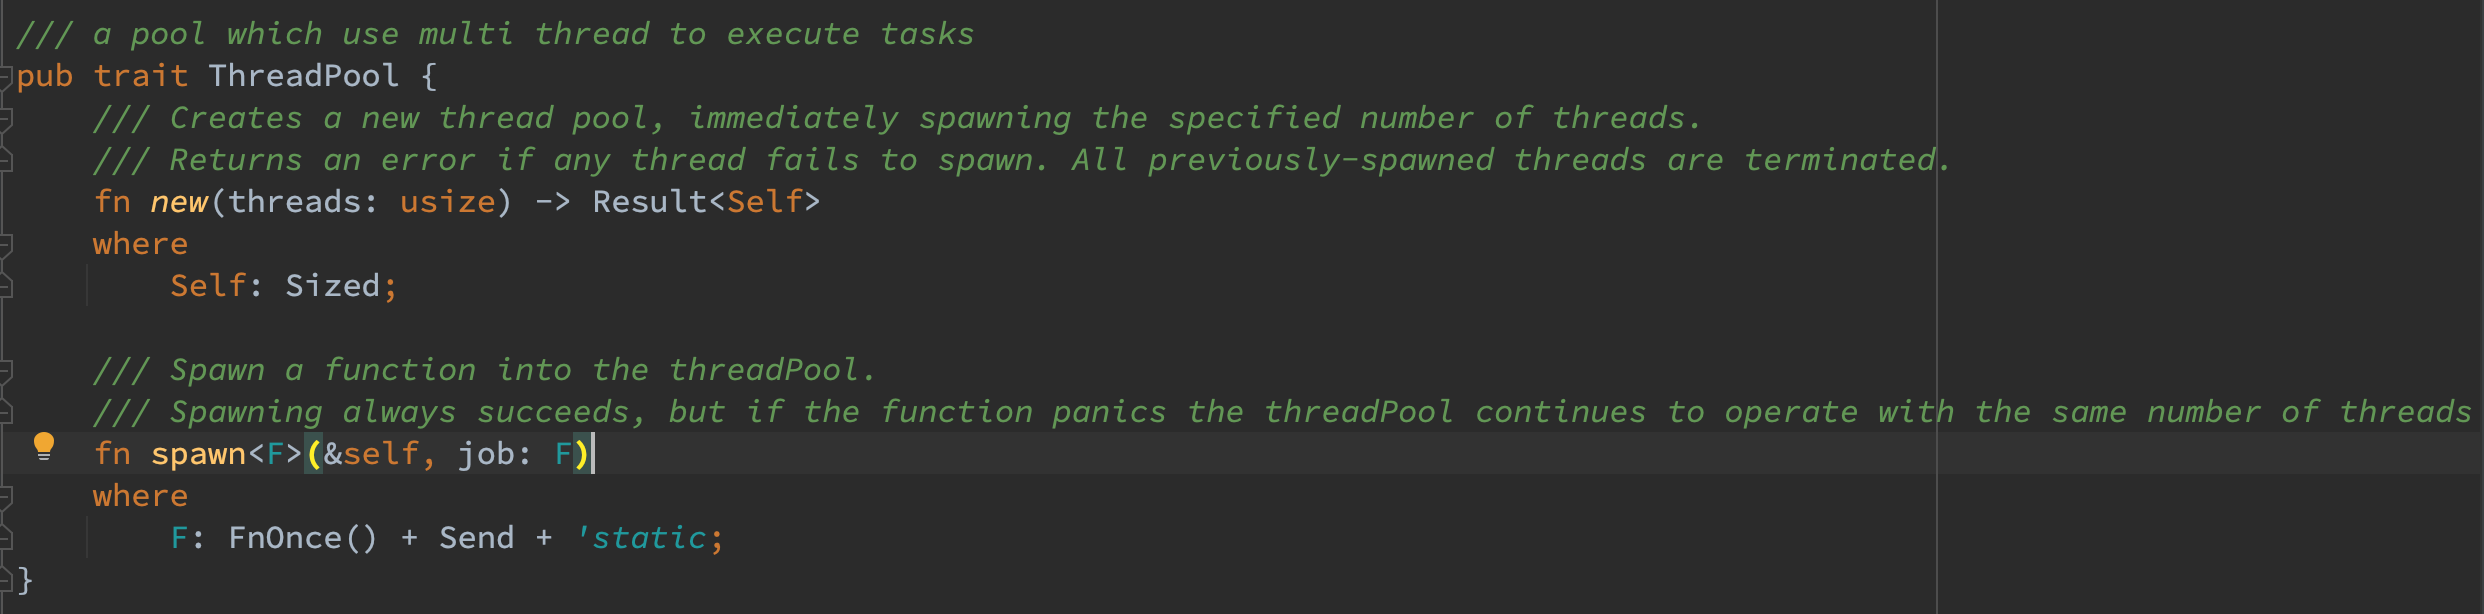 /// a pool which use multi thread to execute tasks
pub trait ThreadPool {
    /// Creates a new thread pool, immediately spawning the specified number of threads.
    /// Returns an error if any thread fails to spawn. All previously-spawned threads are terminated.
    fn new(threads: usize) -> Result<Self>
    where
        Self: Sized;

    /// Spawn a function into the threadPool.
    /// Spawning always succeeds, but if the function panics the threadPool continues to operate with the same number of threads
    fn spawn<F>(&self, job: F)
    where
        F: FnOnce() + Send + 'static;
}